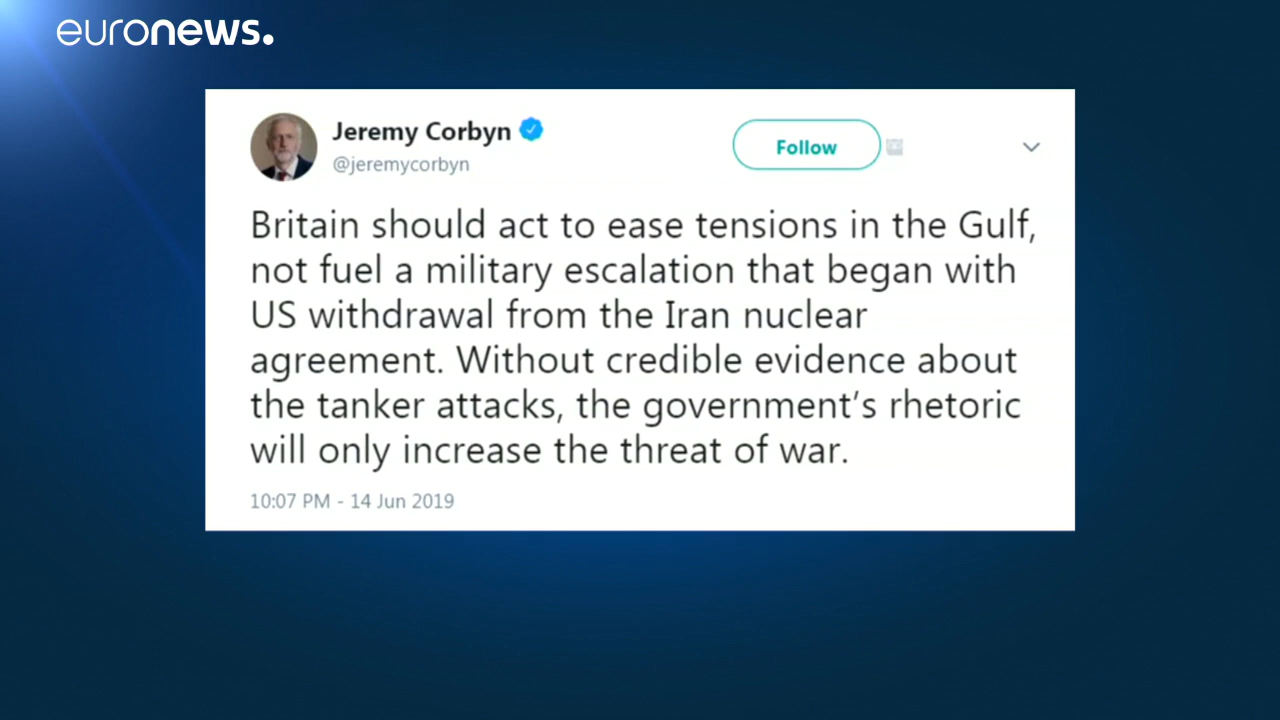 euronews.
Jeremy Corbyn
@jeremycorbyn
Follow
Britain should act to ease tensions in the Gulf,
not fuel a military escalation that began with
US withdrawal from the Iran nuclear
agreement. Without credible evidence about
the tanker attacks, the government’s rhetoric
will only increase the threat of war.
10:07 PM - 14 Jun 2019